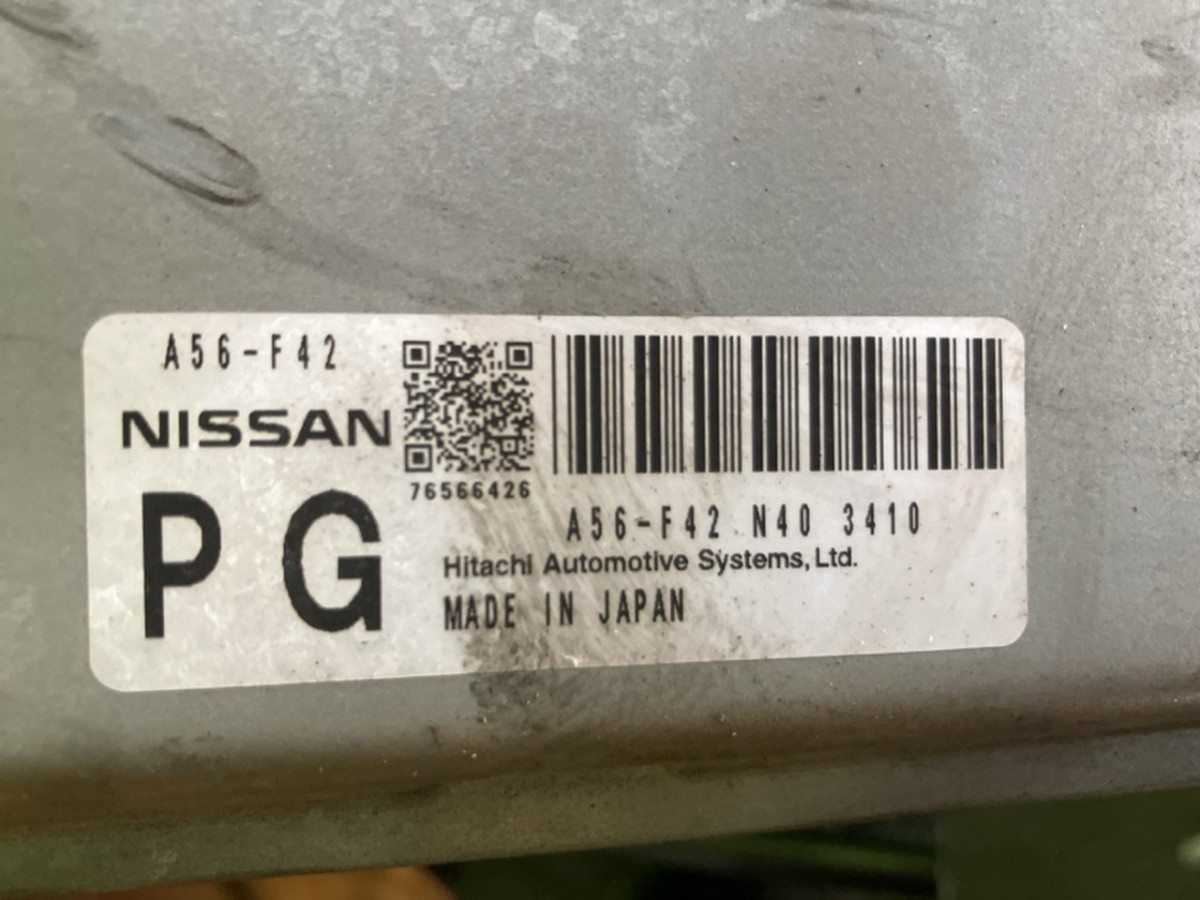 A56-F42
NISSAN
PG
76566426
A56-F42 N40 3410
Hitachi Automotive Systems, Ltd.
MADE IN JAPAN